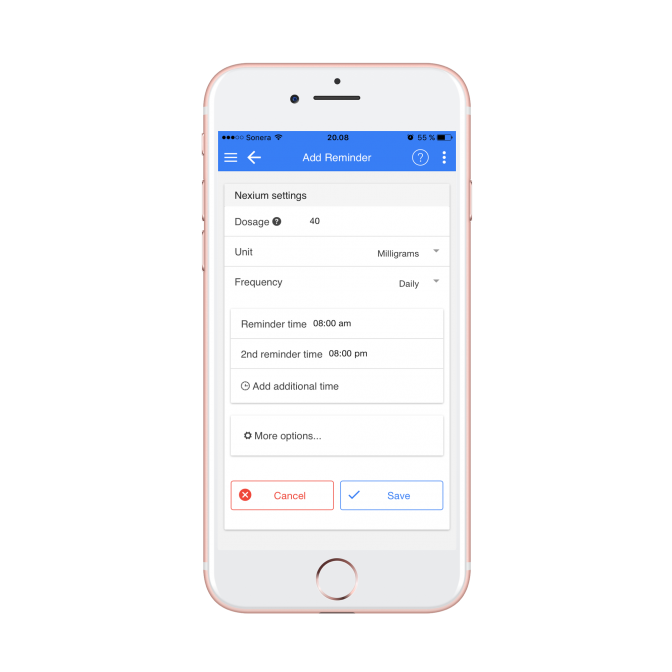 Sonera 20.08 55 %
Add Reminder ?
Nexium settings
Dosage ? 40
Unit Milligrams
Frequency Daily
Reminder time 08:00 am
2nd reminder time 08:00 pm
Add additional time
More options...
Cancel Save